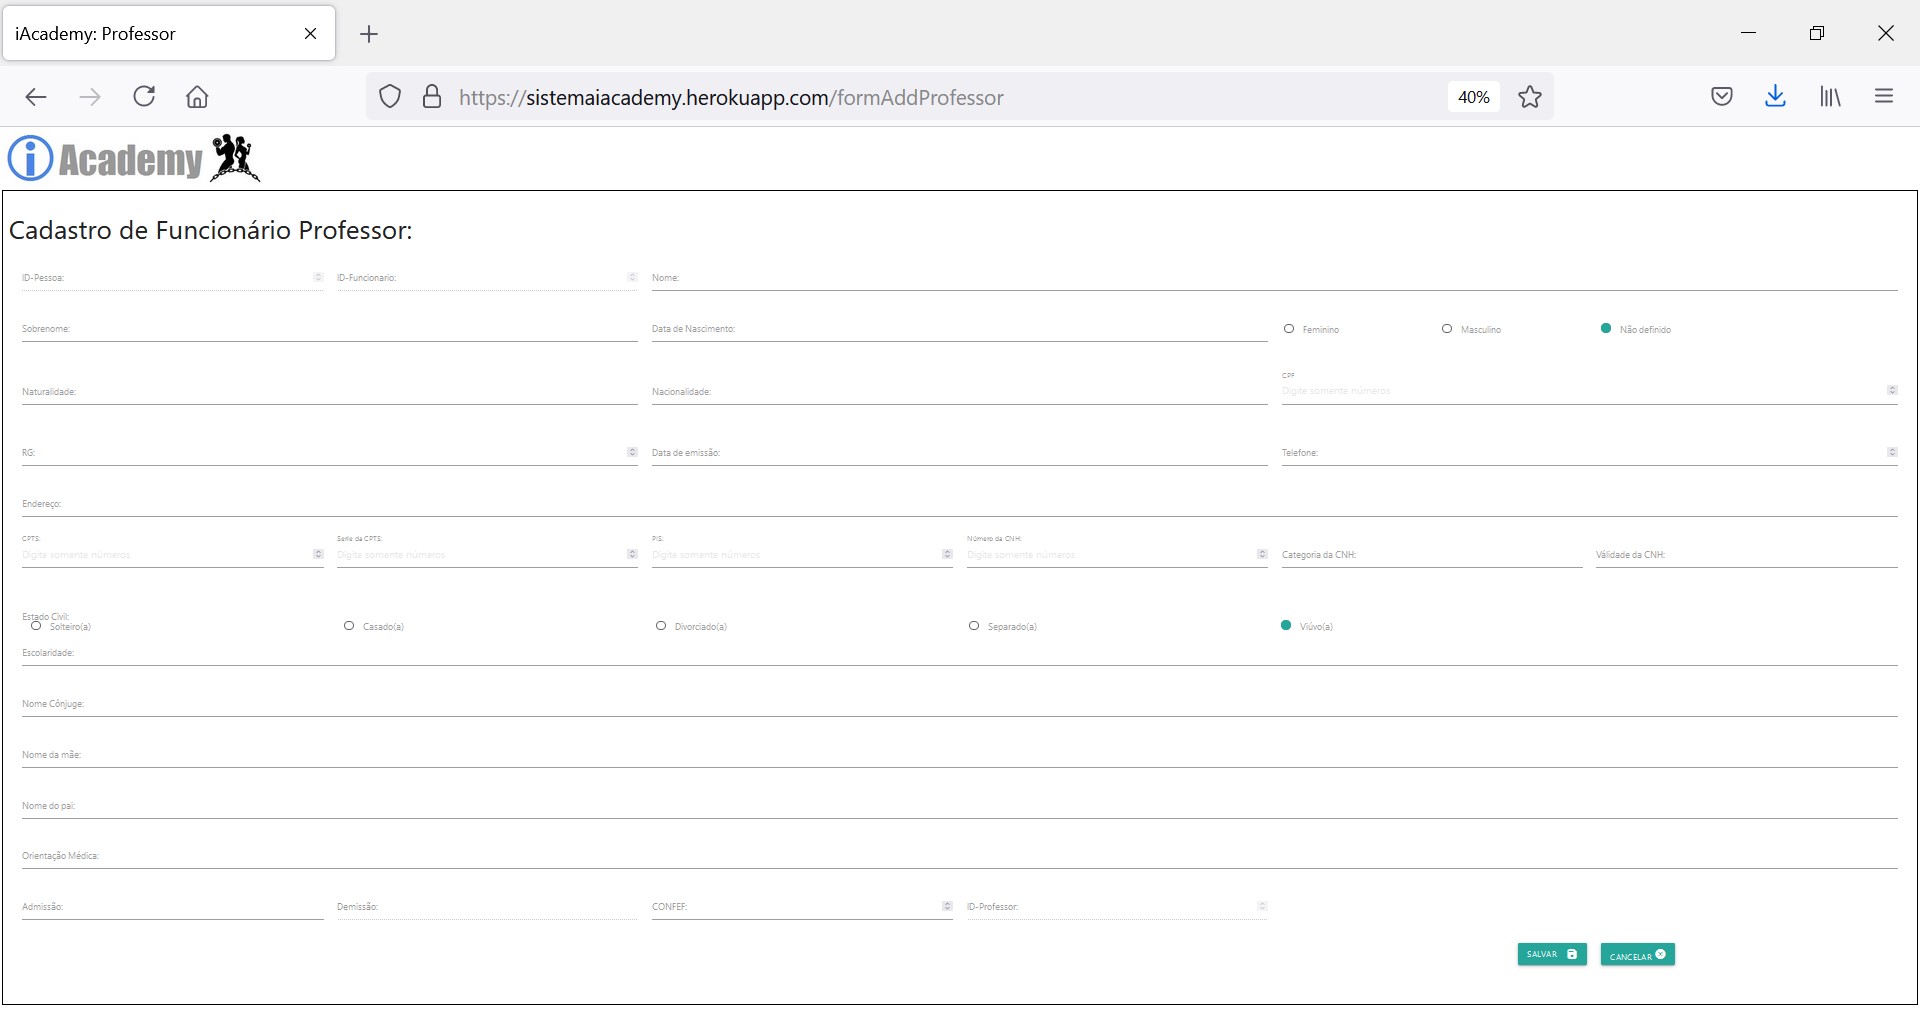 iAcademy: Professor
https://sistemaiacademy.herokuapp.com/formAddProfessor 40%
i Academy
Cadastro de Funcionário Professor:
ID-Pessoa: ID-Funcionario: Nome:
Sobrenome: Data de Nascimento: Feminino Masculino Não definido
Naturalidade: Nacionalidade: CPF Digite somente números
RG: Data de emissão: Telefone:
Endereço:
CPTS: Serie da CPTS: PIS: Número da CNH:
Digite somente números Digite somente números Digite somente números Digite somente números Categoria da CNH: Válidade da CNH:
Estado Civil:
Solteiro(a) Casado(a) Divorciado(a) Separado(a) Viúvo(a)
Escolaridade:
Nome Cônjuge:
Nome da mãe:
Nome do pai:
Orientação Médica:
Admissão: Demissão: CONFEF: ID-Professor:
SALVAR CANCELAR